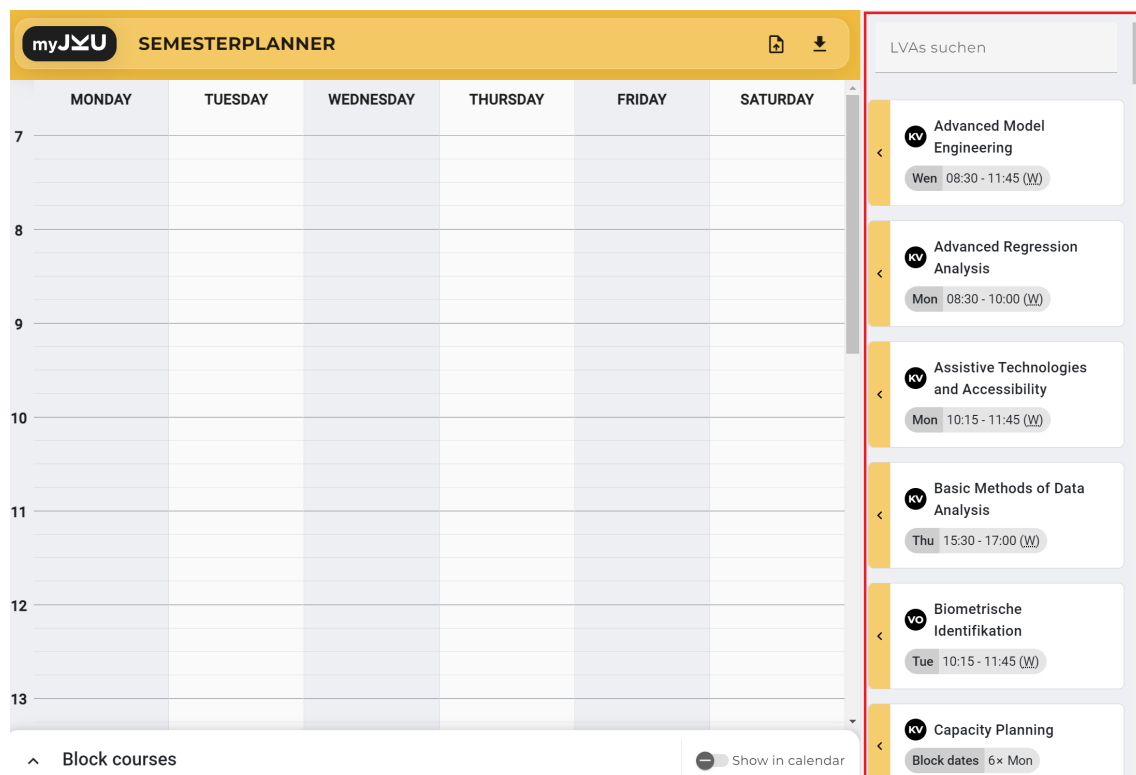 myJKU SEMESTERPLANNER
MONDAY TUESDAY WEDNESDAY THURSDAY FRIDAY SATURDAY
7
8
9
10
11
12
13
Block courses
Show in calendar
LVAs suchen
KV Advanced Model
Engineering
Wen 08:30 - 11:45 (W)
KV Advanced Regression
Analysis
Mon 08:30 - 10:00 (W)
KV Assistive Technologies
and Accessibility
Mon 10:15 - 11:45 (W)
KV Basic Methods of Data
Analysis
Thu 15:30 - 17:00 (W)
VO Biometrische
Identifikation
Tue 10:15 - 11:45 (W)
KV Capacity Planning
Block dates 6× Mon